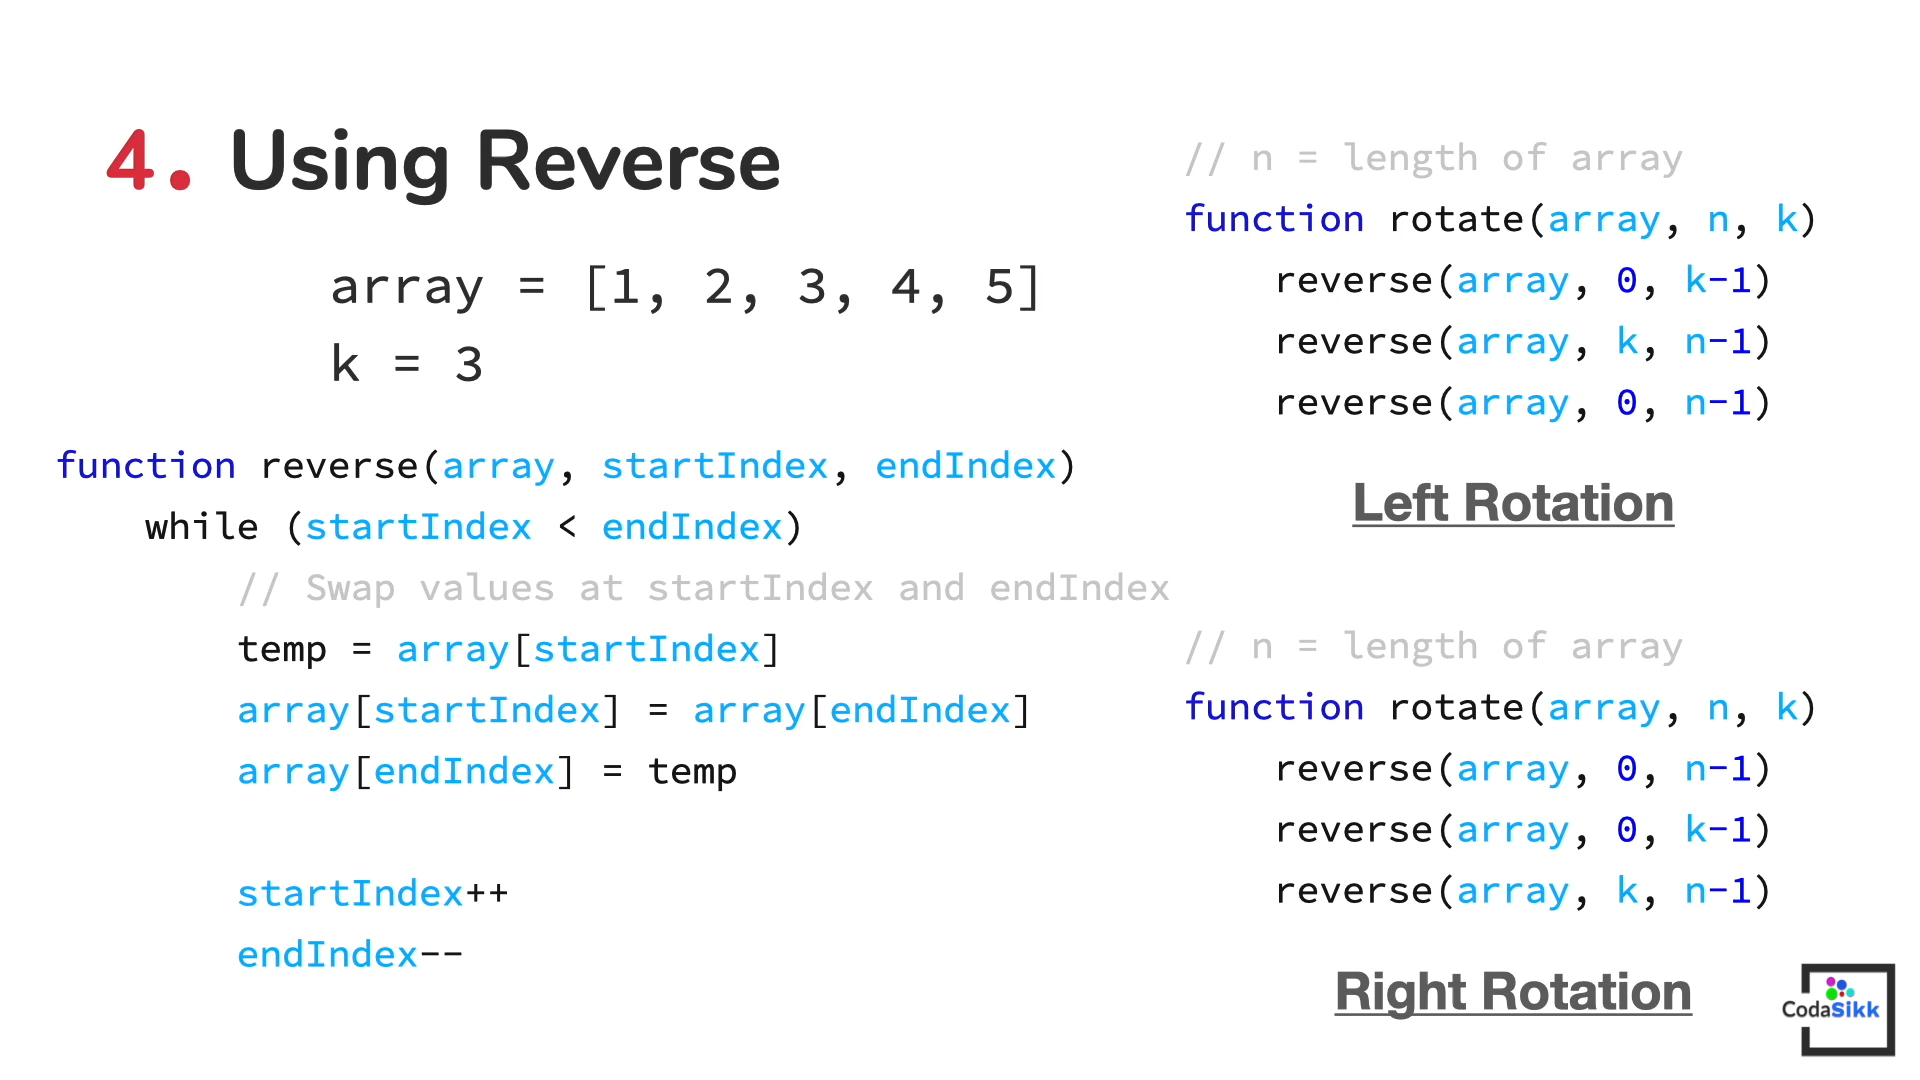 4. Using Reverse
array = [1, 2, 3, 4, 5]
k = 3
function reverse(array, startIndex, endIndex)
while (startIndex < endIndex)
// Swap values at startIndex and endIndex
temp = array[startIndex]
array[startIndex] = array[endIndex]
array[endIndex] = temp
startIndex++
endIndex--
// n = length of array
function rotate(array, n, k)
reverse(array, 0, k-1)
reverse(array, k, n-1)
reverse(array, 0, n-1)
Left Rotation
// n = length of array
function rotate(array, n, k)
reverse(array, 0, n-1)
reverse(array, 0, k-1)
reverse(array, k, n-1)
Right Rotation
CodaSikk